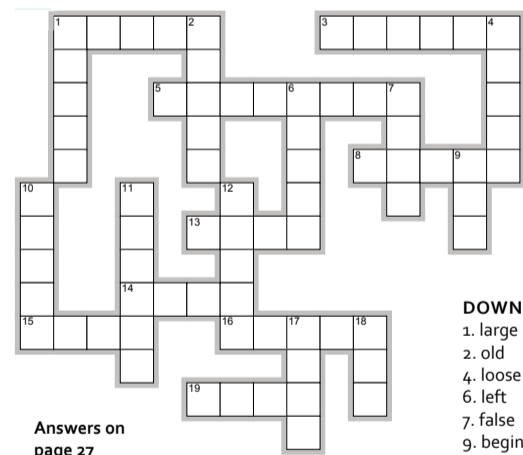 1 2 3 4
5 6 7
8 9
10 11 12
13
14
15 16 17 18
19
DOWN
1. large
2. old
4. loose
6. left
7. false
9. begin
Answers on
page 27